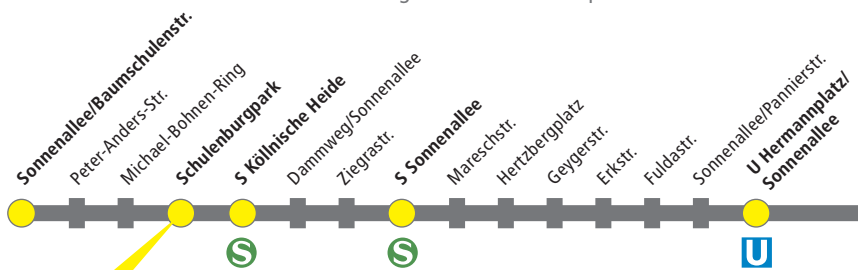 Sonnenallee/Baumschulenstr.
Peter-Anders-Str.
Michael-Bohnen-Ring
Schulenburgpark
S Köllnische Heide
Dammweg/Sonnenallee
Ziegrastr.
S Sonnenallee
Mareschstr.
Hertzbergplatz
Geygerstr.
Erkstr.
Fuldastr.
Sonnenallee/Pannierstr.
U Hermannplatz/
Sonnenallee
S
S
U